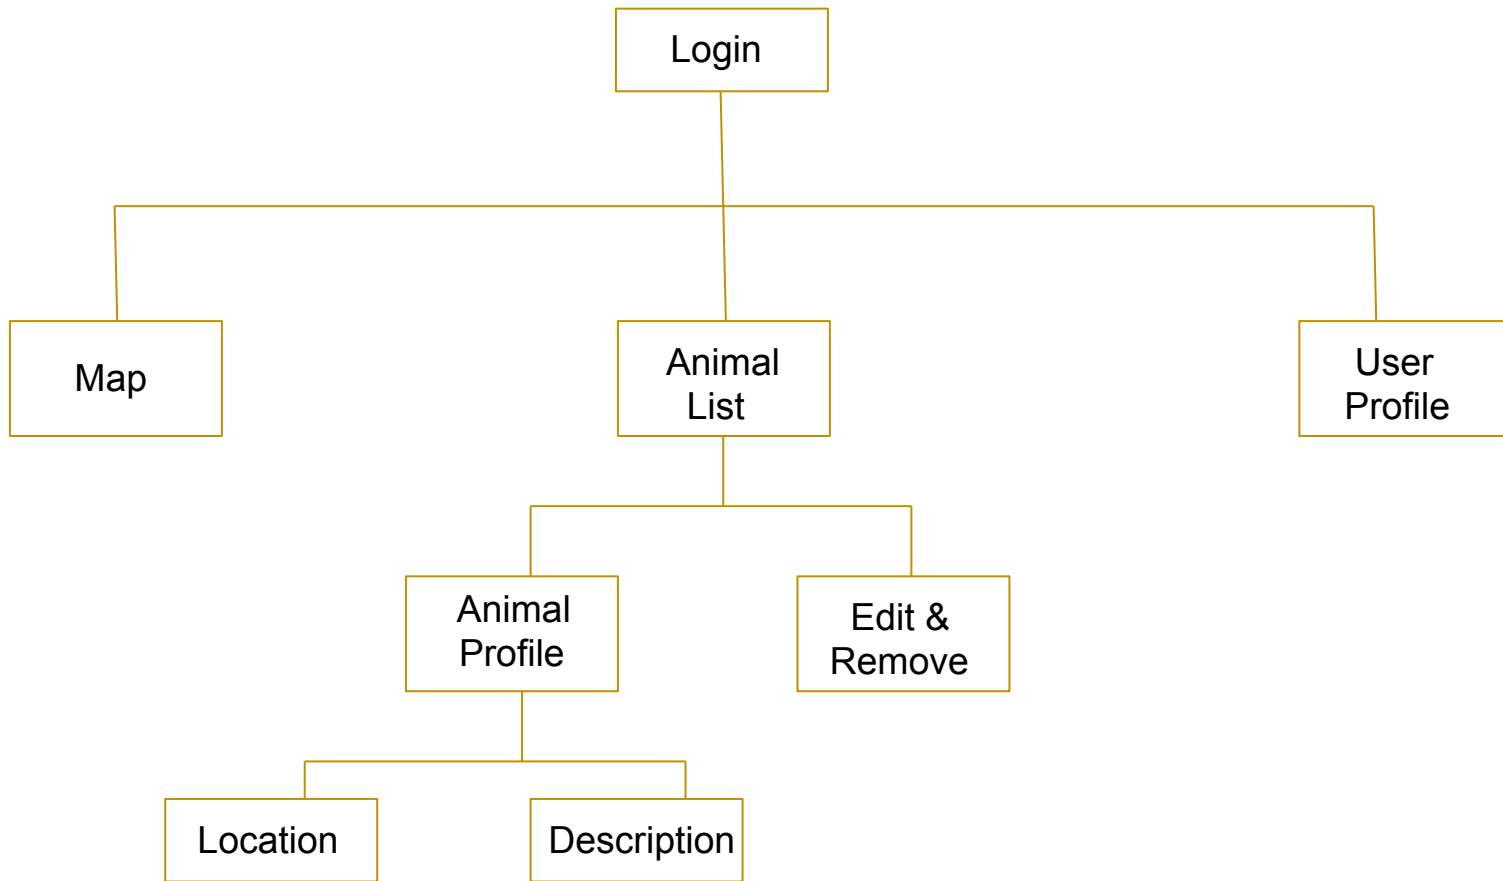 Login
Map
Animal
List
User
Profile
Animal
Profile
Edit &
Remove
Location
Description